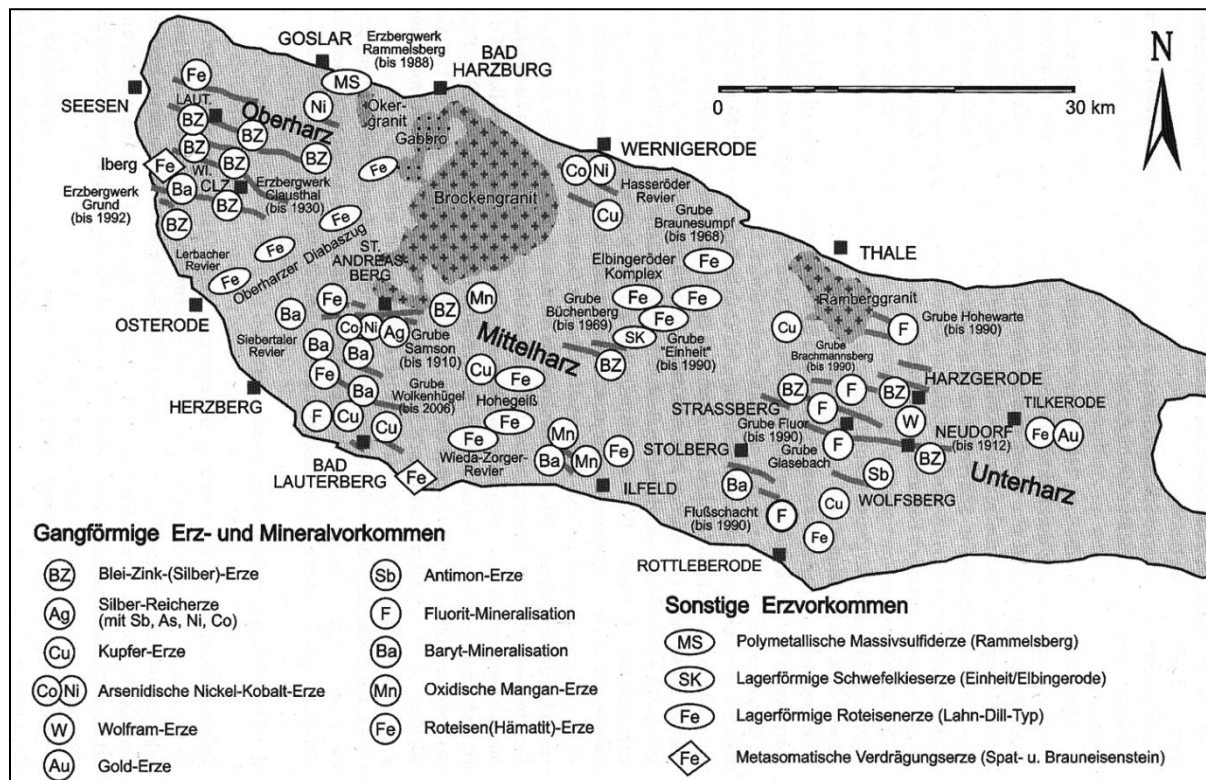 GOSLAR
Erzbergwerk
Rammelsberg
(bis 1988)
BAD
HARZBURG
N
0
30 km
SEESEN
Fe
MS
Ni
LAUT.
BZ
BZ
BZ
BZ
BZ
Oberharz
Oker-
granit
Gabbro
Fe
Iberg
Fe
WI.
CLZ
Ba
BZ
BZ
Erzbergwerk
Grund
(bis 1992)
Erzbergwerk
Clausthal
(bis 1930)
Brockengranit
WERNIGERODE
Co Ni
Hasseröder
Revier
Cu
Grube
Braunesumpf
(bis 1968)
Fe
THALE
Lerbacher
Revier
Fe
Fe
Fe
Oberharzer Diabaszug
ST.
ANDREAS-
BERG
OSTERODE
Elbingeröder
Komplex
Grube
Büchenberg
(bis 1969)
Fe
Fe
Fe
SK
BZ
Grube
"Einheit"
(bis 1990)
Ramberggranit
Cu
F
Grube Hohewarte
(bis 1990)
Ba
Fe
Co Ni Ag
BZ
Mn
Siebertaler
Revier
Ba
Ba
Fe
Ba
Grube
Samson
(bis 1910)
Mittelharz
Grube
Wolkenhügel
(bis 2006)
HERZBERG
F
Cu
Cu
Cu
Fe
Hohegeiß
Fe
Fe
Wieda-Zorger-
Revier
BAD
LAUTERBERG
Fe
Mn
Ba
Mn
Fe
ILFELD
STOLBERG
Grube
Brachmannsberg
(bis 1990)
HARZGERODE
BZ
F
BZ
STRASSBERG
F
W
TILKERODE
Fe
Au
Grube Fluor
(bis 1990)
F
Grube
Glasebach
NEUDORF
(bis 1912)
BZ
Sb
WOLFSBERG
Unterharz
Ba
Flußschacht
(bis 1990)
F
Cu
Fe
ROTTLEBERODE
Gangförmige Erz- und Mineralvorkommen
BZ Blei-Zink-(Silber)-Erze
Ag Silber-Reicherze
(mit Sb, As, Ni, Co)
Cu Kupfer-Erze
Co Ni Arsenidische Nickel-Kobalt-Erze
W Wolfram-Erze
Au Gold-Erze
Sb Antimon-Erze
F Fluorit-Mineralisation
Ba Baryt-Mineralisation
Mn Oxidische Mangan-Erze
Fe Roteisen(Hämatit)-Erze
Sonstige Erzvorkommen
MS Polymetallische Massivsulfiderze (Rammelsberg)
SK Lagerförmige Schwefelkieserze (Einheit/Elbingerode)
Fe Lagerförmige Roteisenerze (Lahn-Dill-Typ)
Fe Metasomatische Verdrägungserze (Spat- u. Brauneisenstein)